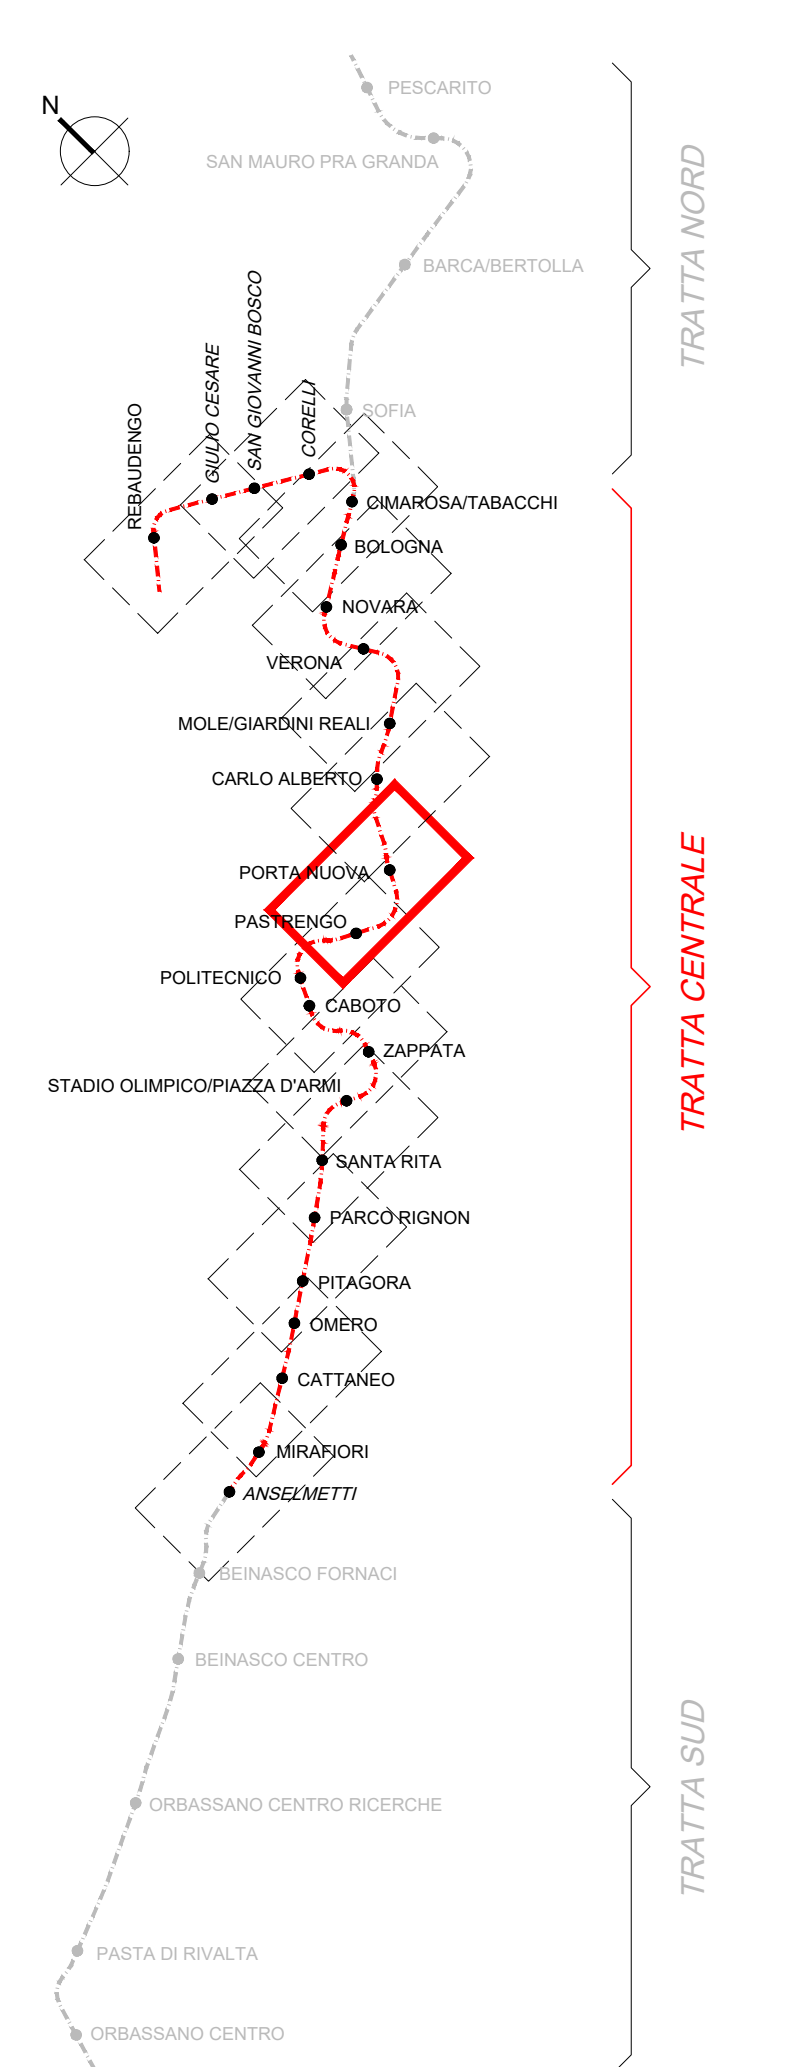 N
PESCARITO
SAN MAURO PRA GRANDA
BARCA/BERTOLLA
SOFIA
TRATTA NORD
REBAUDENGO
GIULIO CESARE
SAN GIOVANNI BOSCO
CORELLI
CIMAROSA/TABACCHI
BOLOGNA
NOVARA
VERONA
MOLE/GIARDINI REALI
CARLO ALBERTO
PORTA NUOVA
PASTRENGO
POLITECNICO
CABOTO
ZAPPATA
STADIO OLIMPICO/PIAZZA D'ARMI
SANTA RITA
PARCO RIGNON
PITAGORA
OMERO
CATTANEO
MIRAFIORI
ANSELMETTI
TRATTA CENTRALE
BEINASCO FORNACI
BEINASCO CENTRO
ORBASSANO CENTRO RICERCHE
PASTA DI RIVALTA
ORBASSANO CENTRO
TRATTA SUD